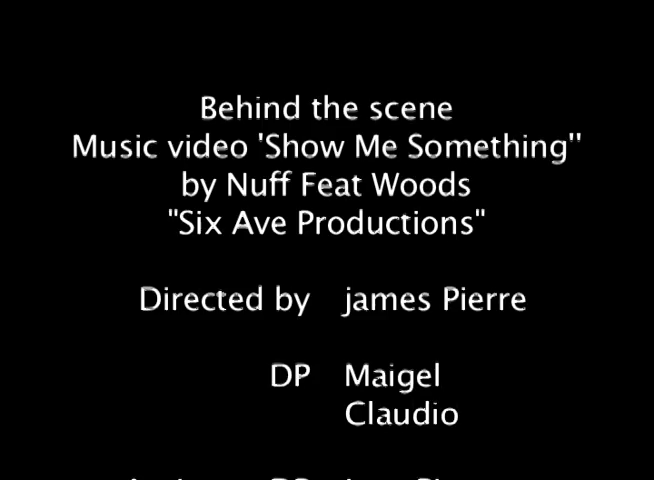 Behind the scene
Music video 'Show Me Something"
by Nuff Feat Woods
"Six Ave Productions"
Directed by james Pierre
DP Maigel
Claudio